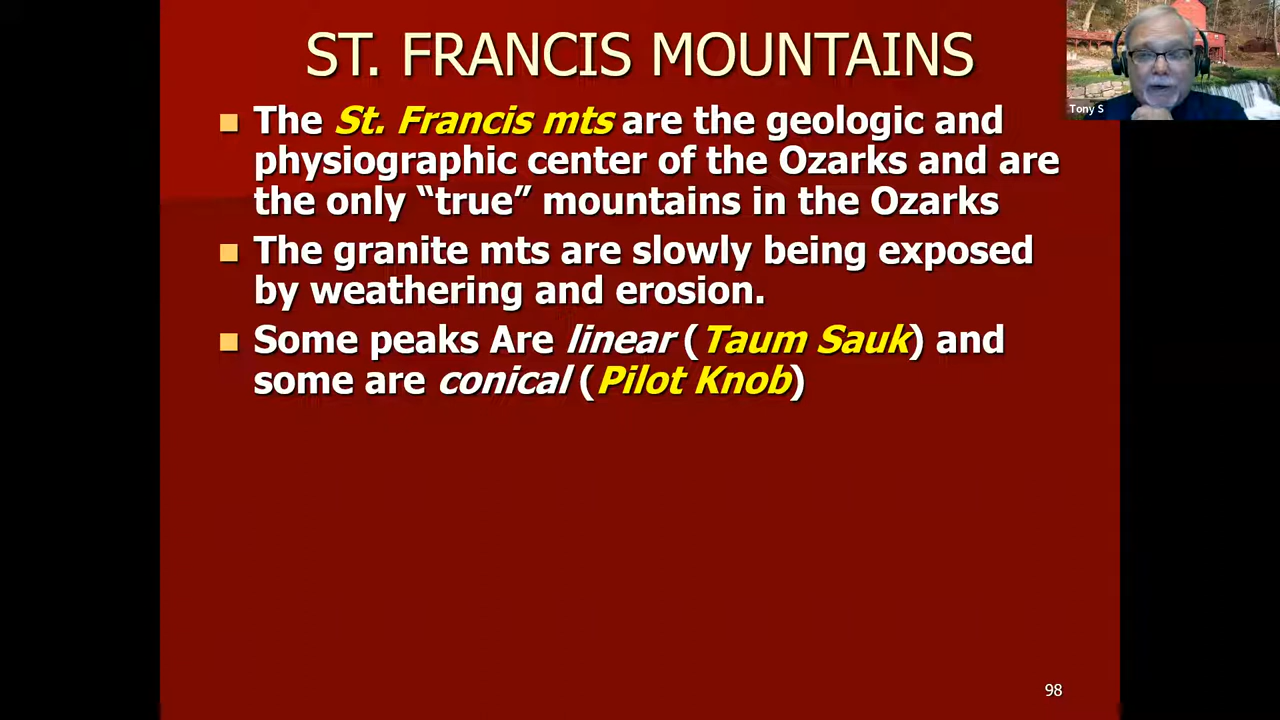 ST. FRANCIS MOUNTAINS
Tony S
■ The St. Francis mts are the geologic and
physiographic center of the Ozarks and are
the only “true” mountains in the Ozarks
■ The granite mts are slowly being exposed
by weathering and erosion.
■ Some peaks Are linear (Taum Sauk) and
some are conical (Pilot Knob)
98